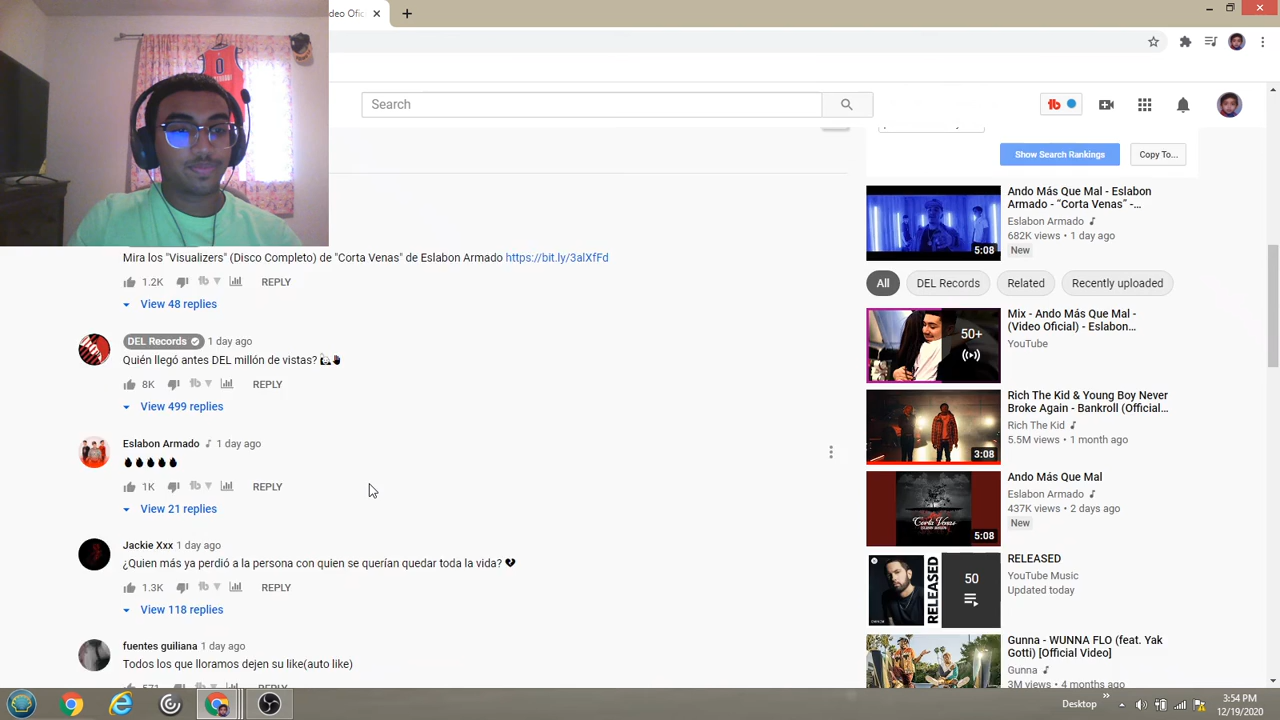 deo Ofic
0
Search
Show Search Rankings
Copy To...
Mira los "Visualizers" (Disco Completo) de "Corta Venas" de Eslabon Armado https://bit.ly/3alXfFd
1.2K
REPLY
View 48 replies
DEL Records
1 day ago
Quién llegó antes DEL millón de vistas?
8K
REPLY
View 499 replies
Eslabon Armado
1 day ago
1K
REPLY
View 21 replies
Jackie Xxx 1 day ago
¿Quien más ya perdió a la persona con quien se querían quedar toda la vida?
1.3K
REPLY
View 118 replies
fuentes guiliana 1 day ago
Todos los que lloramos dejen su like(auto like)
571
REPLY
5:08
Ando Más Que Mal - Eslabon
Armado - “Corta Venas” -...
Eslabon Armado
682K views • 1 day ago
New
All
DEL Records
Related
Recently uploaded
50+
Mix - Ando Más Que Mal -
(Video Oficial) - Eslabon...
YouTube
3:08
Rich The Kid & Young Boy Never
Broke Again - Bankroll (Official...
Rich The Kid
5.5M views • 1 month ago
Corta Venas
5:08
Ando Más Que Mal
Eslabon Armado
437K views • 2 days ago
New
RELEASED
50
RELEASED
YouTube Music
Updated today
Gunna - WUNNA FLO (feat. Yak
Gotti) [Official Video]
Gunna
3M views • 4 months ago
Desktop
3:54 PM
12/19/2020